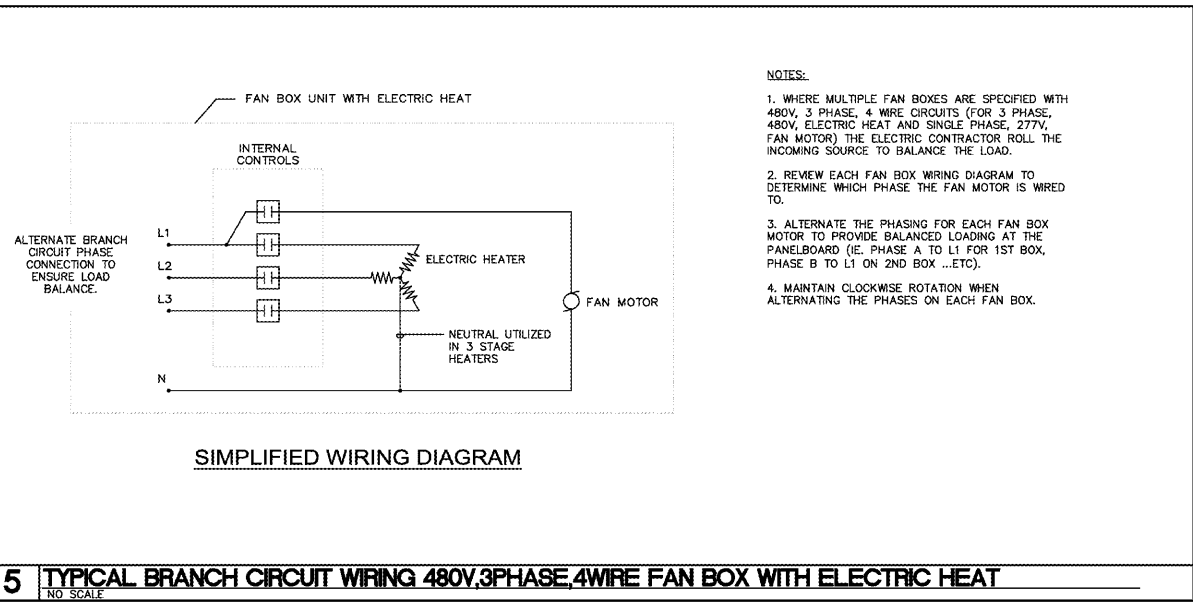 FAN BOX UNIT WITH ELECTRIC HEAT
INTERNAL
CONTROLS
ALTERNATE BRANCH
CIRCUIT PHASE
CONNECTION TO
ENSURE LOAD
BALANCE.
L1
L2
L3
N
ELECTRIC HEATER
FAN MOTOR
NEUTRAL UTILIZED
IN 3 STAGE
HEATERS
SIMPLIFIED WIRING DIAGRAM
NOTES:
1. WHERE MULTIPLE FAN BOXES ARE SPECIFIED WITH
480V, 3 PHASE, 4 WIRE CIRCUITS (FOR 3 PHASE,
480V, ELECTRIC HEAT AND SINGLE PHASE, 277V,
FAN MOTOR) THE ELECTRIC CONTRACTOR ROLL THE
INCOMING SOURCE TO BALANCE THE LOAD.
2. REVIEW EACH FAN BOX WIRING DIAGRAM TO
DETERMINE WHICH PHASE THE FAN MOTOR IS WIRED
TO.
3. ALTERNATE THE PHASING FOR EACH FAN BOX
MOTOR TO PROVIDE BALANCED LOADING AT THE
PANELBOARD (IE. PHASE A TO L1 FOR 1ST BOX,
PHASE B TO L1 ON 2ND BOX ...ETC).
4. MAINTAIN CLOCKWISE ROTATION WHEN
ALTERNATING THE PHASES ON EACH FAN BOX.
5 TYPICAL BRANCH CIRCUIT WIRING 480V,3PHASE,4WIRE FAN BOX WITH ELECTRIC HEAT
NO SCALE